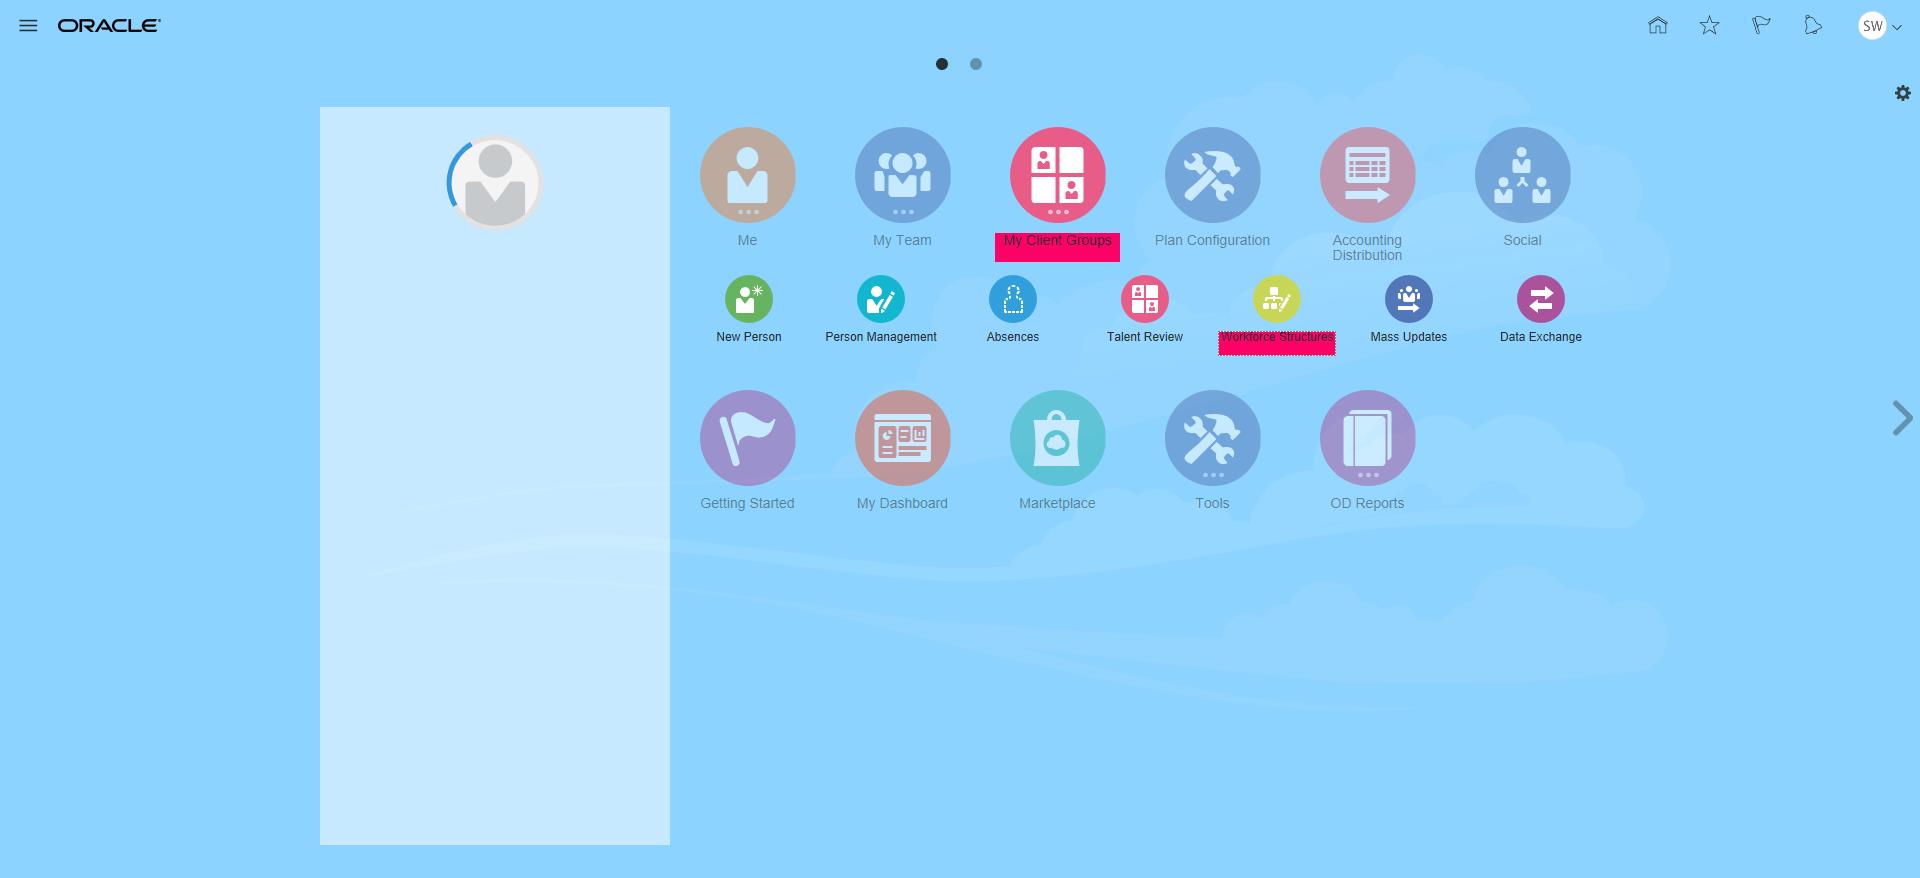 ORACLE
SW
Me
My Team
My Client Groups
Plan Configuration
Accounting
Distribution
Social
New Person
Person Management
Absences
Talent Review
Workforce Structures
Mass Updates
Data Exchange
Getting Started
My Dashboard
Marketplace
Tools
OD Reports